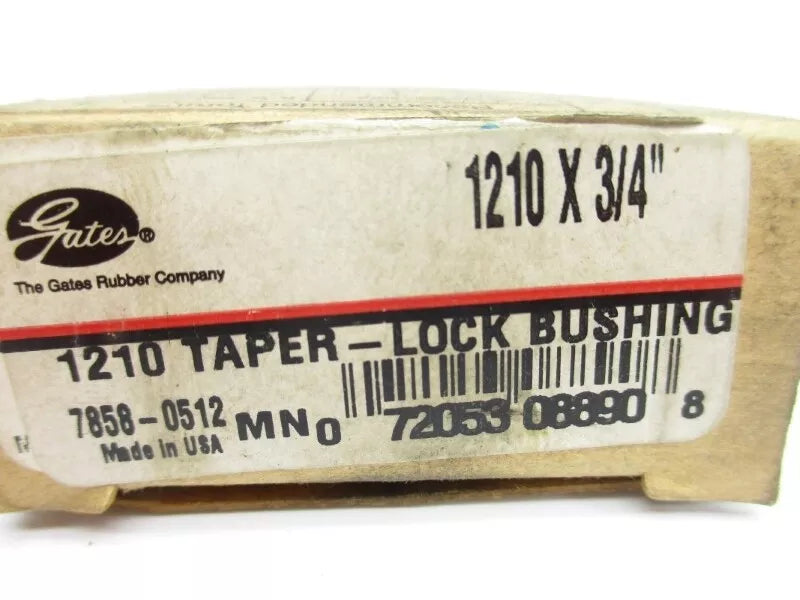 1210 X 3/4"
Gates®
The Gates Rubber Company
1210 TAPER-LOCK BUSHING
7858-0512 MN
Made in USA
0 72053 08890 8